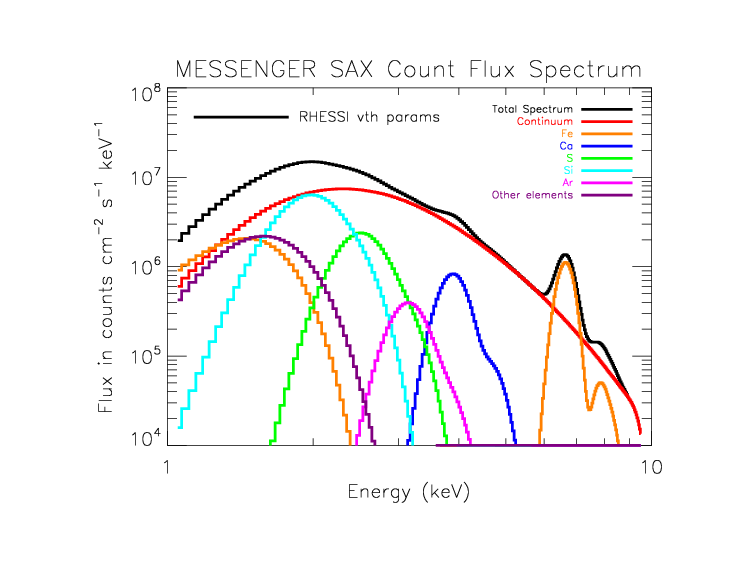 MESSENGER SAX Count Flux Spectrum
10^8
10^7
10^6
10^5
10^4
Flux in counts cm^-2 s^-1 keV^-1
RHESSI vth params
Total Spectrum
Continuum
Fe
Ca
S
Si
Ar
Other elements
1
10
Energy (keV)